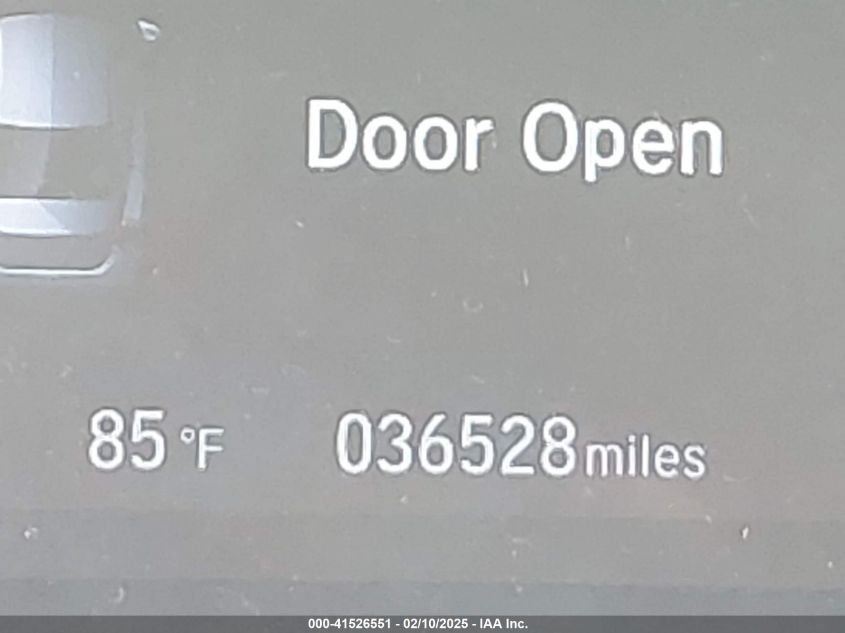 Door Open
85 °F 036528 miles
000-41526551 - 02/10/2025 - IAA Inc.